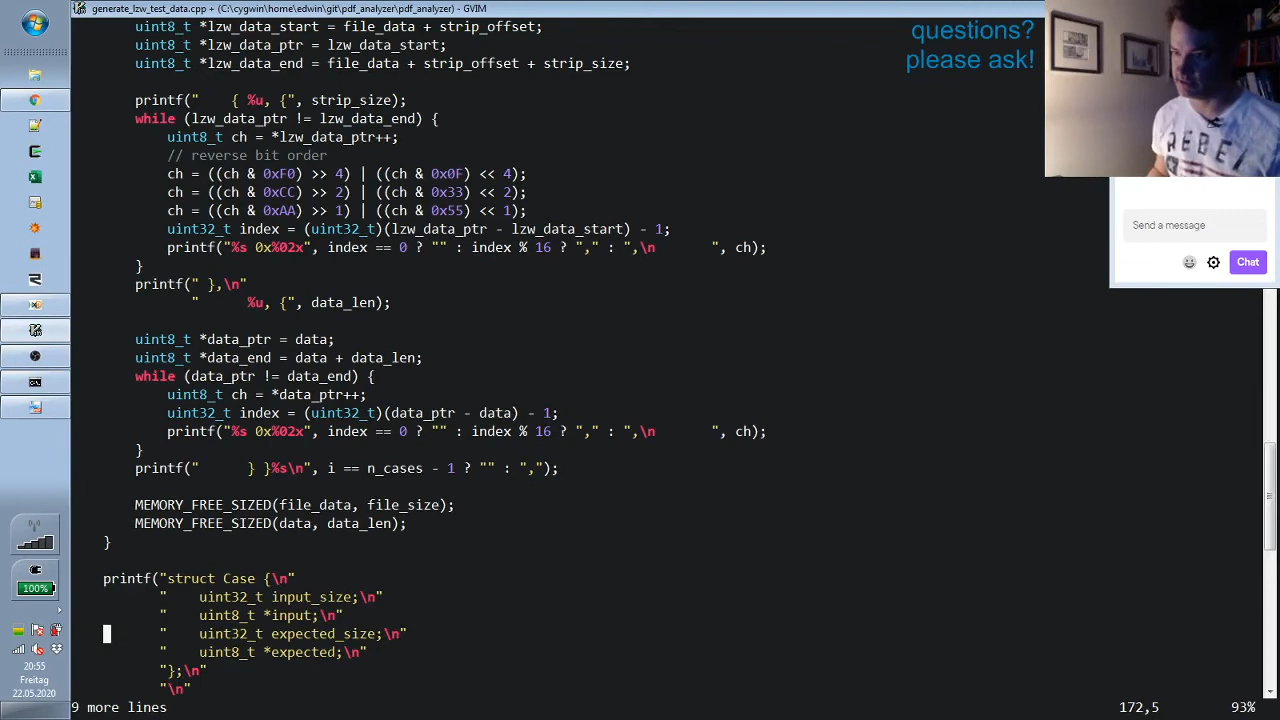 generate_lzw_test_data.cpp + (C:\cygwin\home\edwin\git\pdf_analyzer\pdf_analyzer) - GVIM
uint8_t *lzw_data_start = file_data + strip_offset;
uint8_t *lzw_data_ptr = lzw_data_start;
uint8_t *lzw_data_end = file_data + strip_offset + strip_size;
printf("    { %u, {", strip_size);
while (lzw_data_ptr != lzw_data_end) {
uint8_t ch = *lzw_data_ptr++;
// reverse bit order
ch = ((ch & 0xF0) >> 4) | ((ch & 0x0F) << 4);
ch = ((ch & 0xCC) >> 2) | ((ch & 0x33) << 2);
ch = ((ch & 0xAA) >> 1) | ((ch & 0x55) << 1);
uint32_t index = (uint32_t)(lzw_data_ptr - lzw_data_start) - 1;
printf("%s 0x%02x", index == 0 ? "" : index % 16 ? "," : ",\n       ", ch);
}
printf(" },\n"
"      %u, {", data_len);
uint8_t *data_ptr = data;
uint8_t *data_end = data + data_len;
while (data_ptr != data_end) {
uint8_t ch = *data_ptr++;
uint32_t index = (uint32_t)(data_ptr - data) - 1;
printf("%s 0x%02x", index == 0 ? "" : index % 16 ? "," : ",\n       ", ch);
}
printf("      } }%s\n", i == n_cases - 1 ? "" : ",");
MEMORY_FREE_SIZED(file_data, file_size);
MEMORY_FREE_SIZED(data, data_len);
}
printf("struct Case {\n"
"    uint32_t input_size;\n"
"    uint8_t *input;\n"
"    uint32_t expected_size;\n"
"    uint8_t *expected;\n"
"};\n"
"\n"
9 more lines
172,5
93%
questions?
please ask!
REBEL
Send a message
Chat
100%
20:55
Freitag
22.05.2020